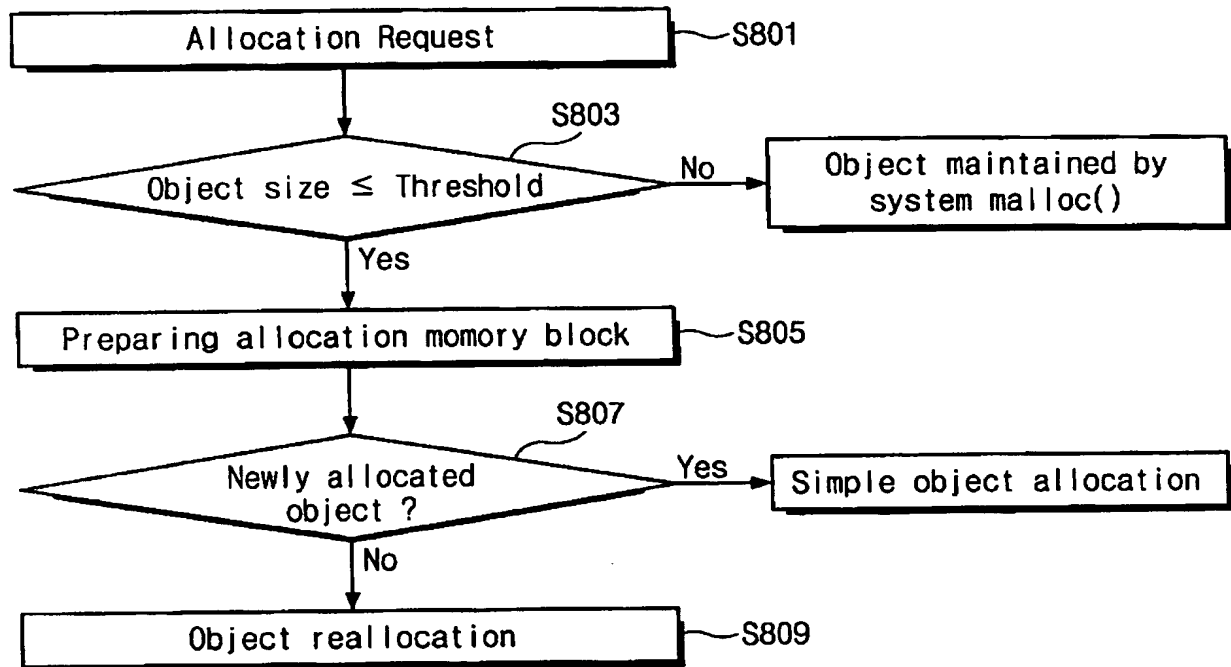 Allocation Request
S801
S803
Object size ≤ Threshold
No
Object maintained by
system malloc()
Yes
Preparing allocation momory block
S805
S807
Newly allocated
object ?
Yes
Simple object allocation
No
Object reallocation
S809